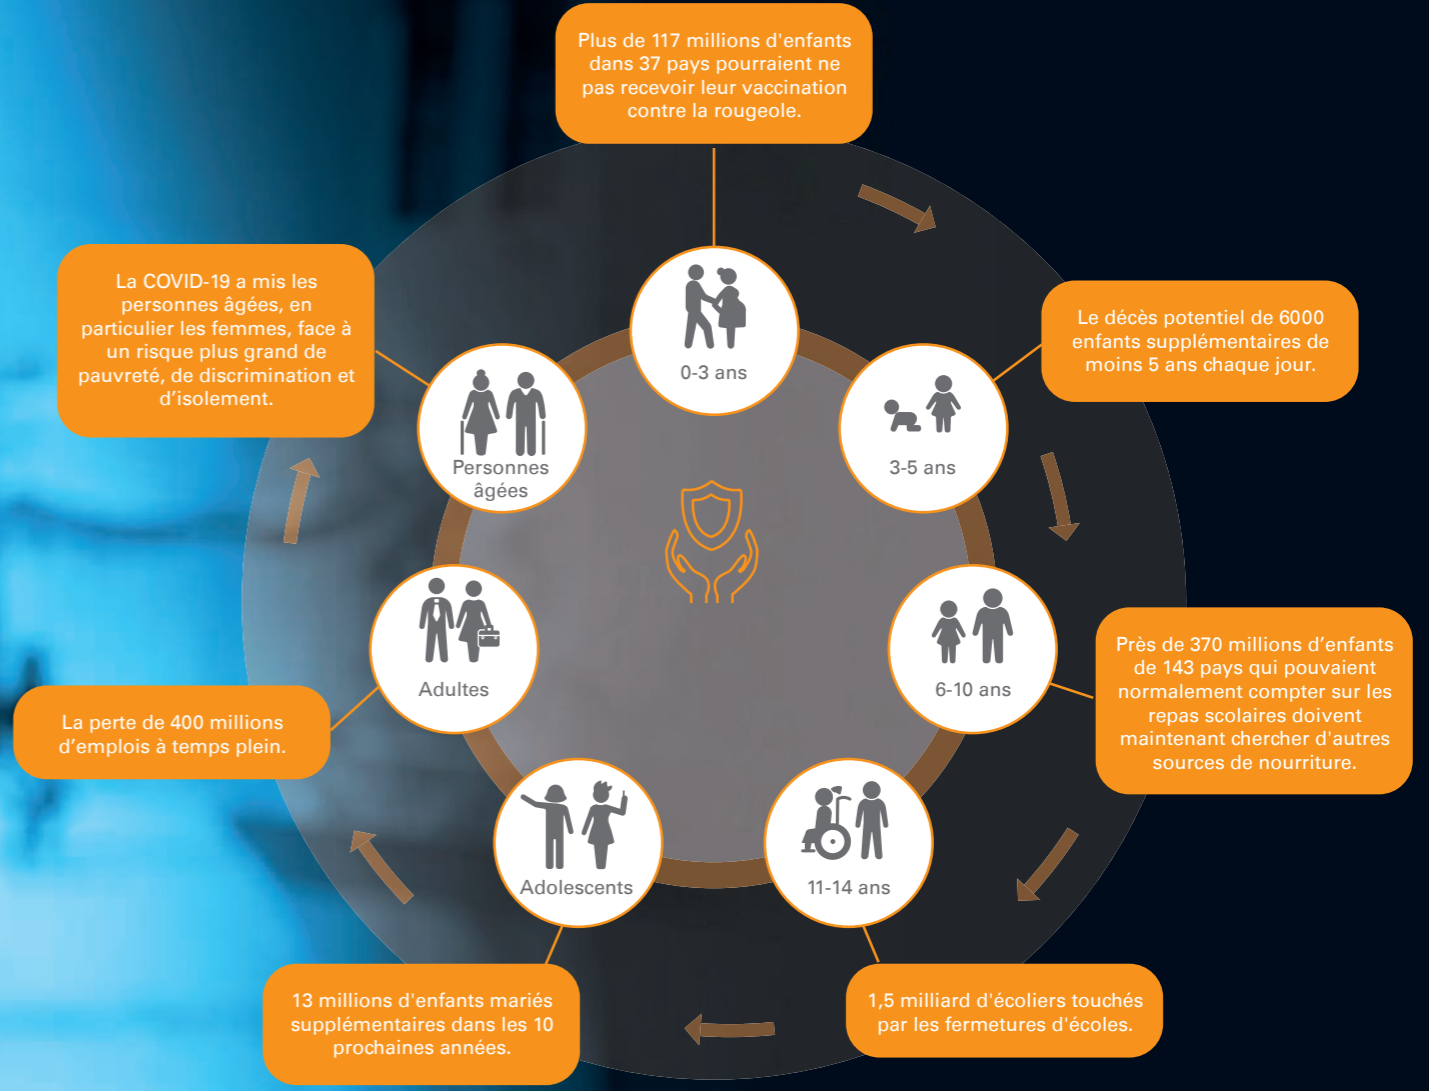 Plus de 117 millions d'enfants
dans 37 pays pourraient ne
pas recevoir leur vaccination
contre la rougeole.
0-3 ans
Le décès potentiel de 6000
enfants supplémentaires de
moins 5 ans chaque jour.
3-5 ans
Près de 370 millions d’enfants
de 143 pays qui pouvaient
normalement compter sur les
repas scolaires doivent
maintenant chercher d'autres
sources de nourriture.
6-10 ans
1,5 milliard d'écoliers touchés
par les fermetures d'écoles.
11-14 ans
13 millions d'enfants mariés
supplémentaires dans les 10
prochaines années.
Adolescents
La perte de 400 millions
d’emplois à temps plein.
Adultes
La COVID-19 a mis les
personnes âgées, en
particulier les femmes, face à
un risque plus grand de
pauvreté, de discrimination et
d’isolement.
Personnes
âgées